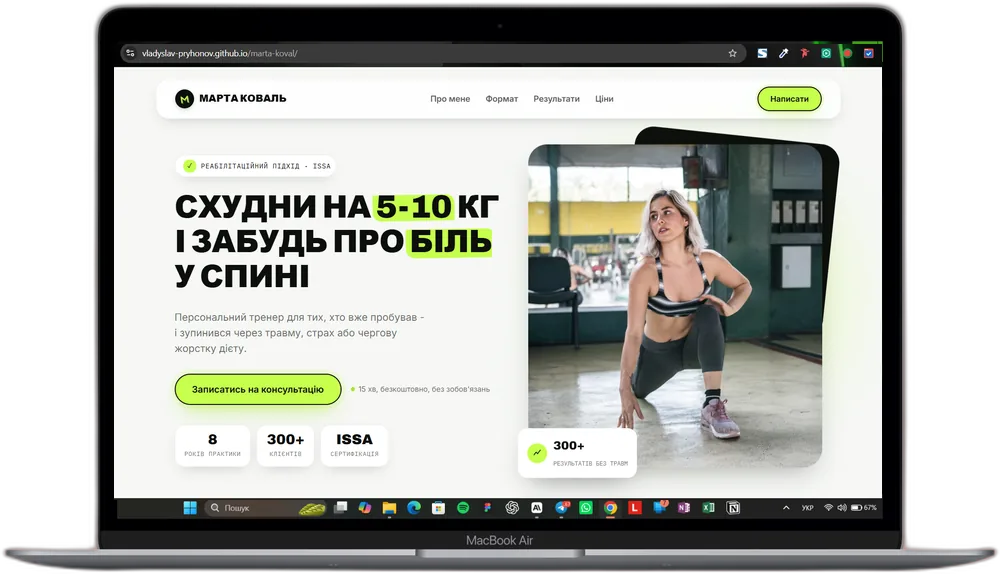 vladyslav-pryhonov.github.io/marta-koval/
МАРТА КОВАЛЬ
Про мене Формат Результати Ціни
Написати
РЕАБІЛІТАЦІЙНИЙ ПІДХІД - ISSA
СХУДНИ НА 5-10 КГ
І ЗАБУДЬ ПРО БІЛЬ
У СПИНІ
Персональний тренер для тих, хто вже пробував -
і зупинився через травму, страх або чергову
жорстку дієту.
Записатись на консультацію
15 хв, безкоштовно, без зобов'язань
8
РОКІВ ПРАКТИКИ
300+
КЛІЄНТІВ
ISSA
СЕРТИФІКАЦІЯ
300+
РЕЗУЛЬТАТІВ БЕЗ ТРАВМ
Пошук
УКР
67%
MacBook Air